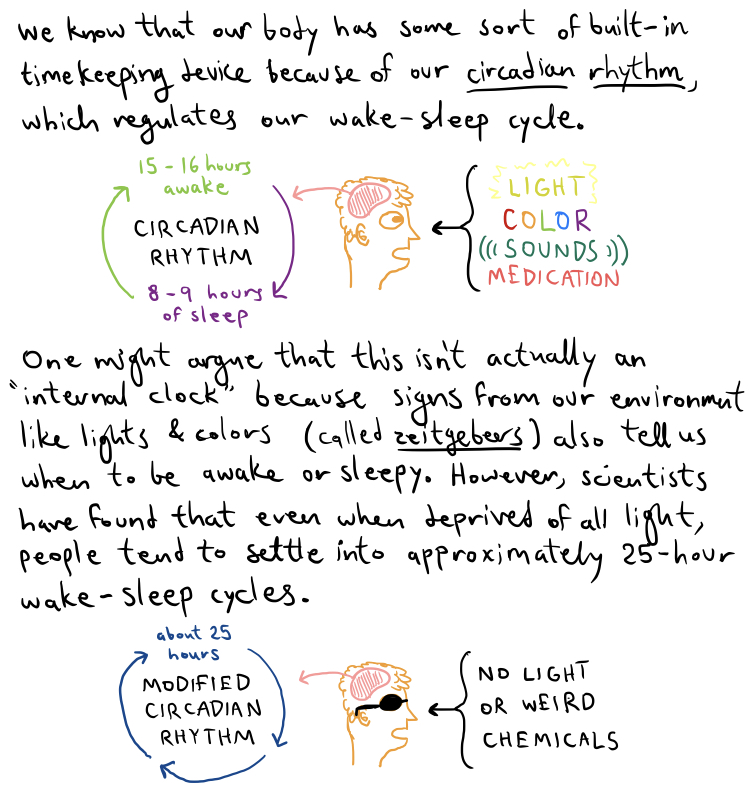 we know that our body has some sort of built-in
timekeeping device because of our circadian rhythm,
which regulates our wake-sleep cycle.
15 - 16 hours
awake
CIRCADIAN
RHYTHM
8 - 9 hours
of sleep
LIGHT
COLOR
((( SOUNDS )))
MEDICATION
One might argue that this isn't actually an
"internal clock" because signs from our environmut
like lights & colors (called zeitgebers) also tell us
when to be awake or sleepy. However, scientists
have found that even when deprived of all light,
people tend to settle into approximately 25-hour
wake-sleep cycles.
about 25
hours
MODIFIED
CIRCADIAN
RHYTHM
NO LIGHT
OR WEIRD
CHEMICALS